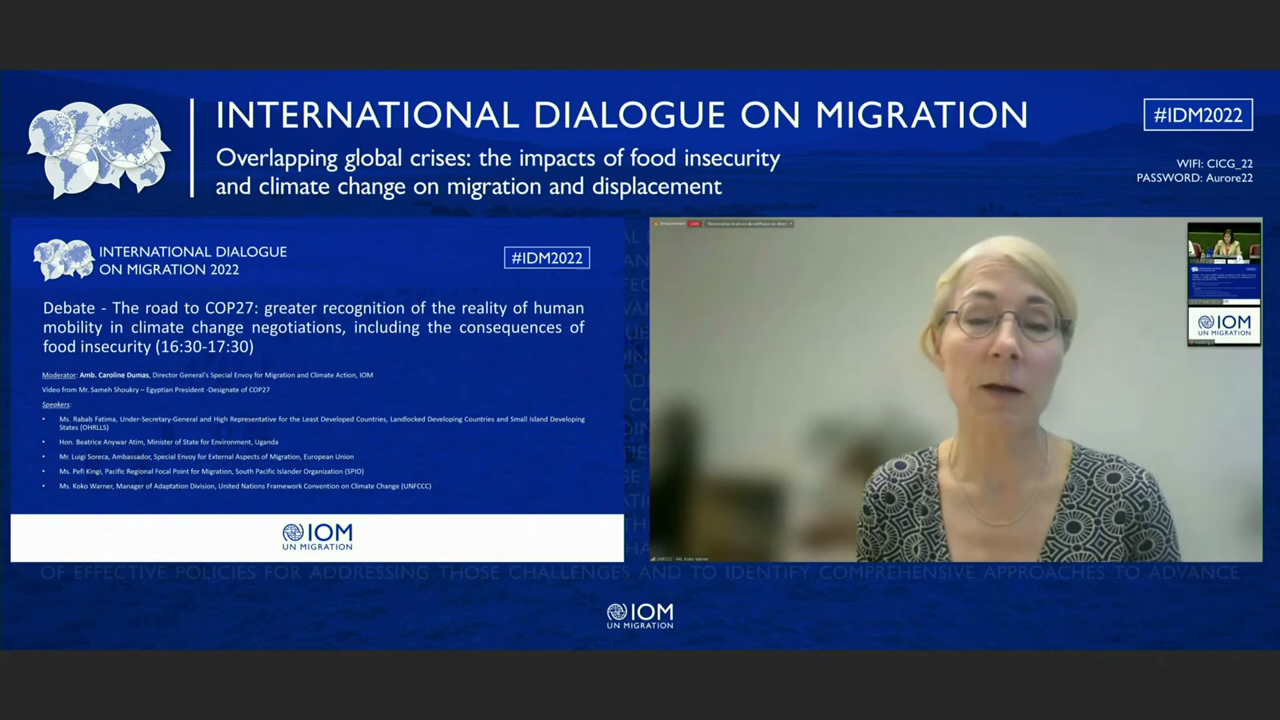 INTERNATIONAL DIALOGUE ON MIGRATION
Overlapping global crises: the impacts of food insecurity
and climate change on migration and displacement
#IDM2022
WIFI: CICG_22
PASSWORD: Aurore22
INTERNATIONAL DIALOGUE
ON MIGRATION 2022
#IDM2022
Debate - The road to COP27: greater recognition of the reality of human
mobility in climate change negotiations, including the consequences of
food insecurity (16:30-17:30)
Moderator: Amb. Caroline Dumas, Director General's Special Envoy for Migration and Climate Action, IOM
Video from Mr. Sameh Shoukry – Egyptian President -Designate of COP27
Speakers:
• Ms. Rabab Fatima, Under-Secretary-General and High Representative for the Least Developed Countries, Landlocked Developing Countries and Small Island Developing
States (OHRLLS)
• Hon. Beatrice Anywar Atim, Minister of State for Environment, Uganda
• Mr. Luigi Soreca, Ambassador, Special Envoy for External Aspects of Migration, European Union
• Ms. Pefi Kingi, Pacific Regional Focal Point for Migration, South Pacific Islander Organization (SPIO)
• Ms. Koko Warner, Manager of Adaptation Division, United Nations Framework Convention on Climate Change (UNFCCC)
IOM
UN MIGRATION
LIVE
IOM
UN MIGRATION
UNFCCC - Ms. Koko Warner
OF EFFECTIVE POLICIES FOR ADDRESSING THOSE CHALLENGES AND TO IDENTIFY COMPREHENSIVE APPROACHES TO ADVANCE
IOM
UN MIGRATION